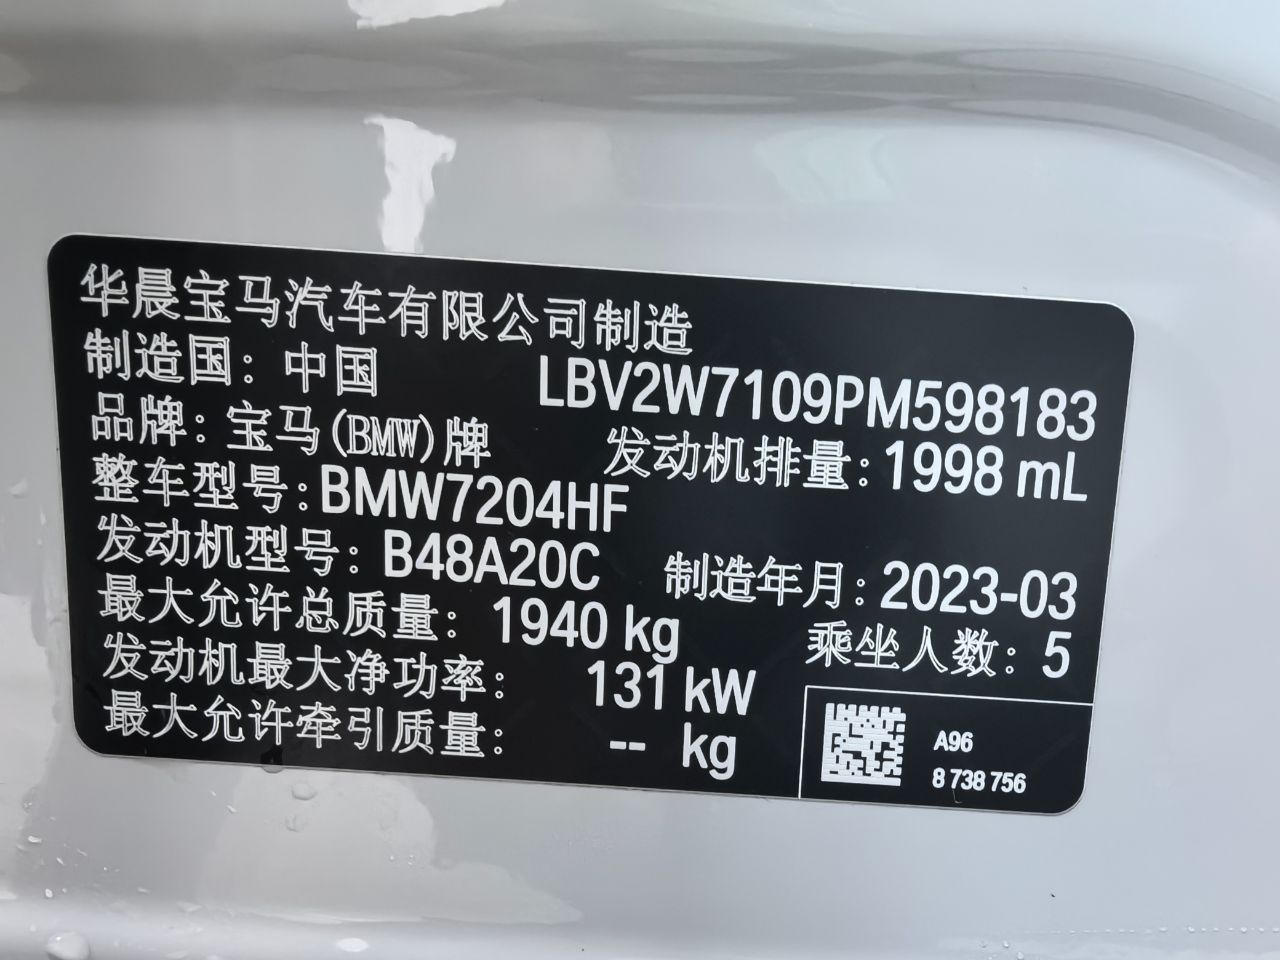 华晨宝马汽车有限公司制造
制造国：中国
LBV2W7109PM598183
品牌：宝马(BMW)牌
发动机排量：1998 mL
整车型号：BMW7204HF
发动机型号：B48A20C
制造年月：2023-03
最大允许总质量：1940 kg
乘坐人数：5
发动机最大净功率：131 kW
最大允许牵引质量：-- kg
A96
8 738 756